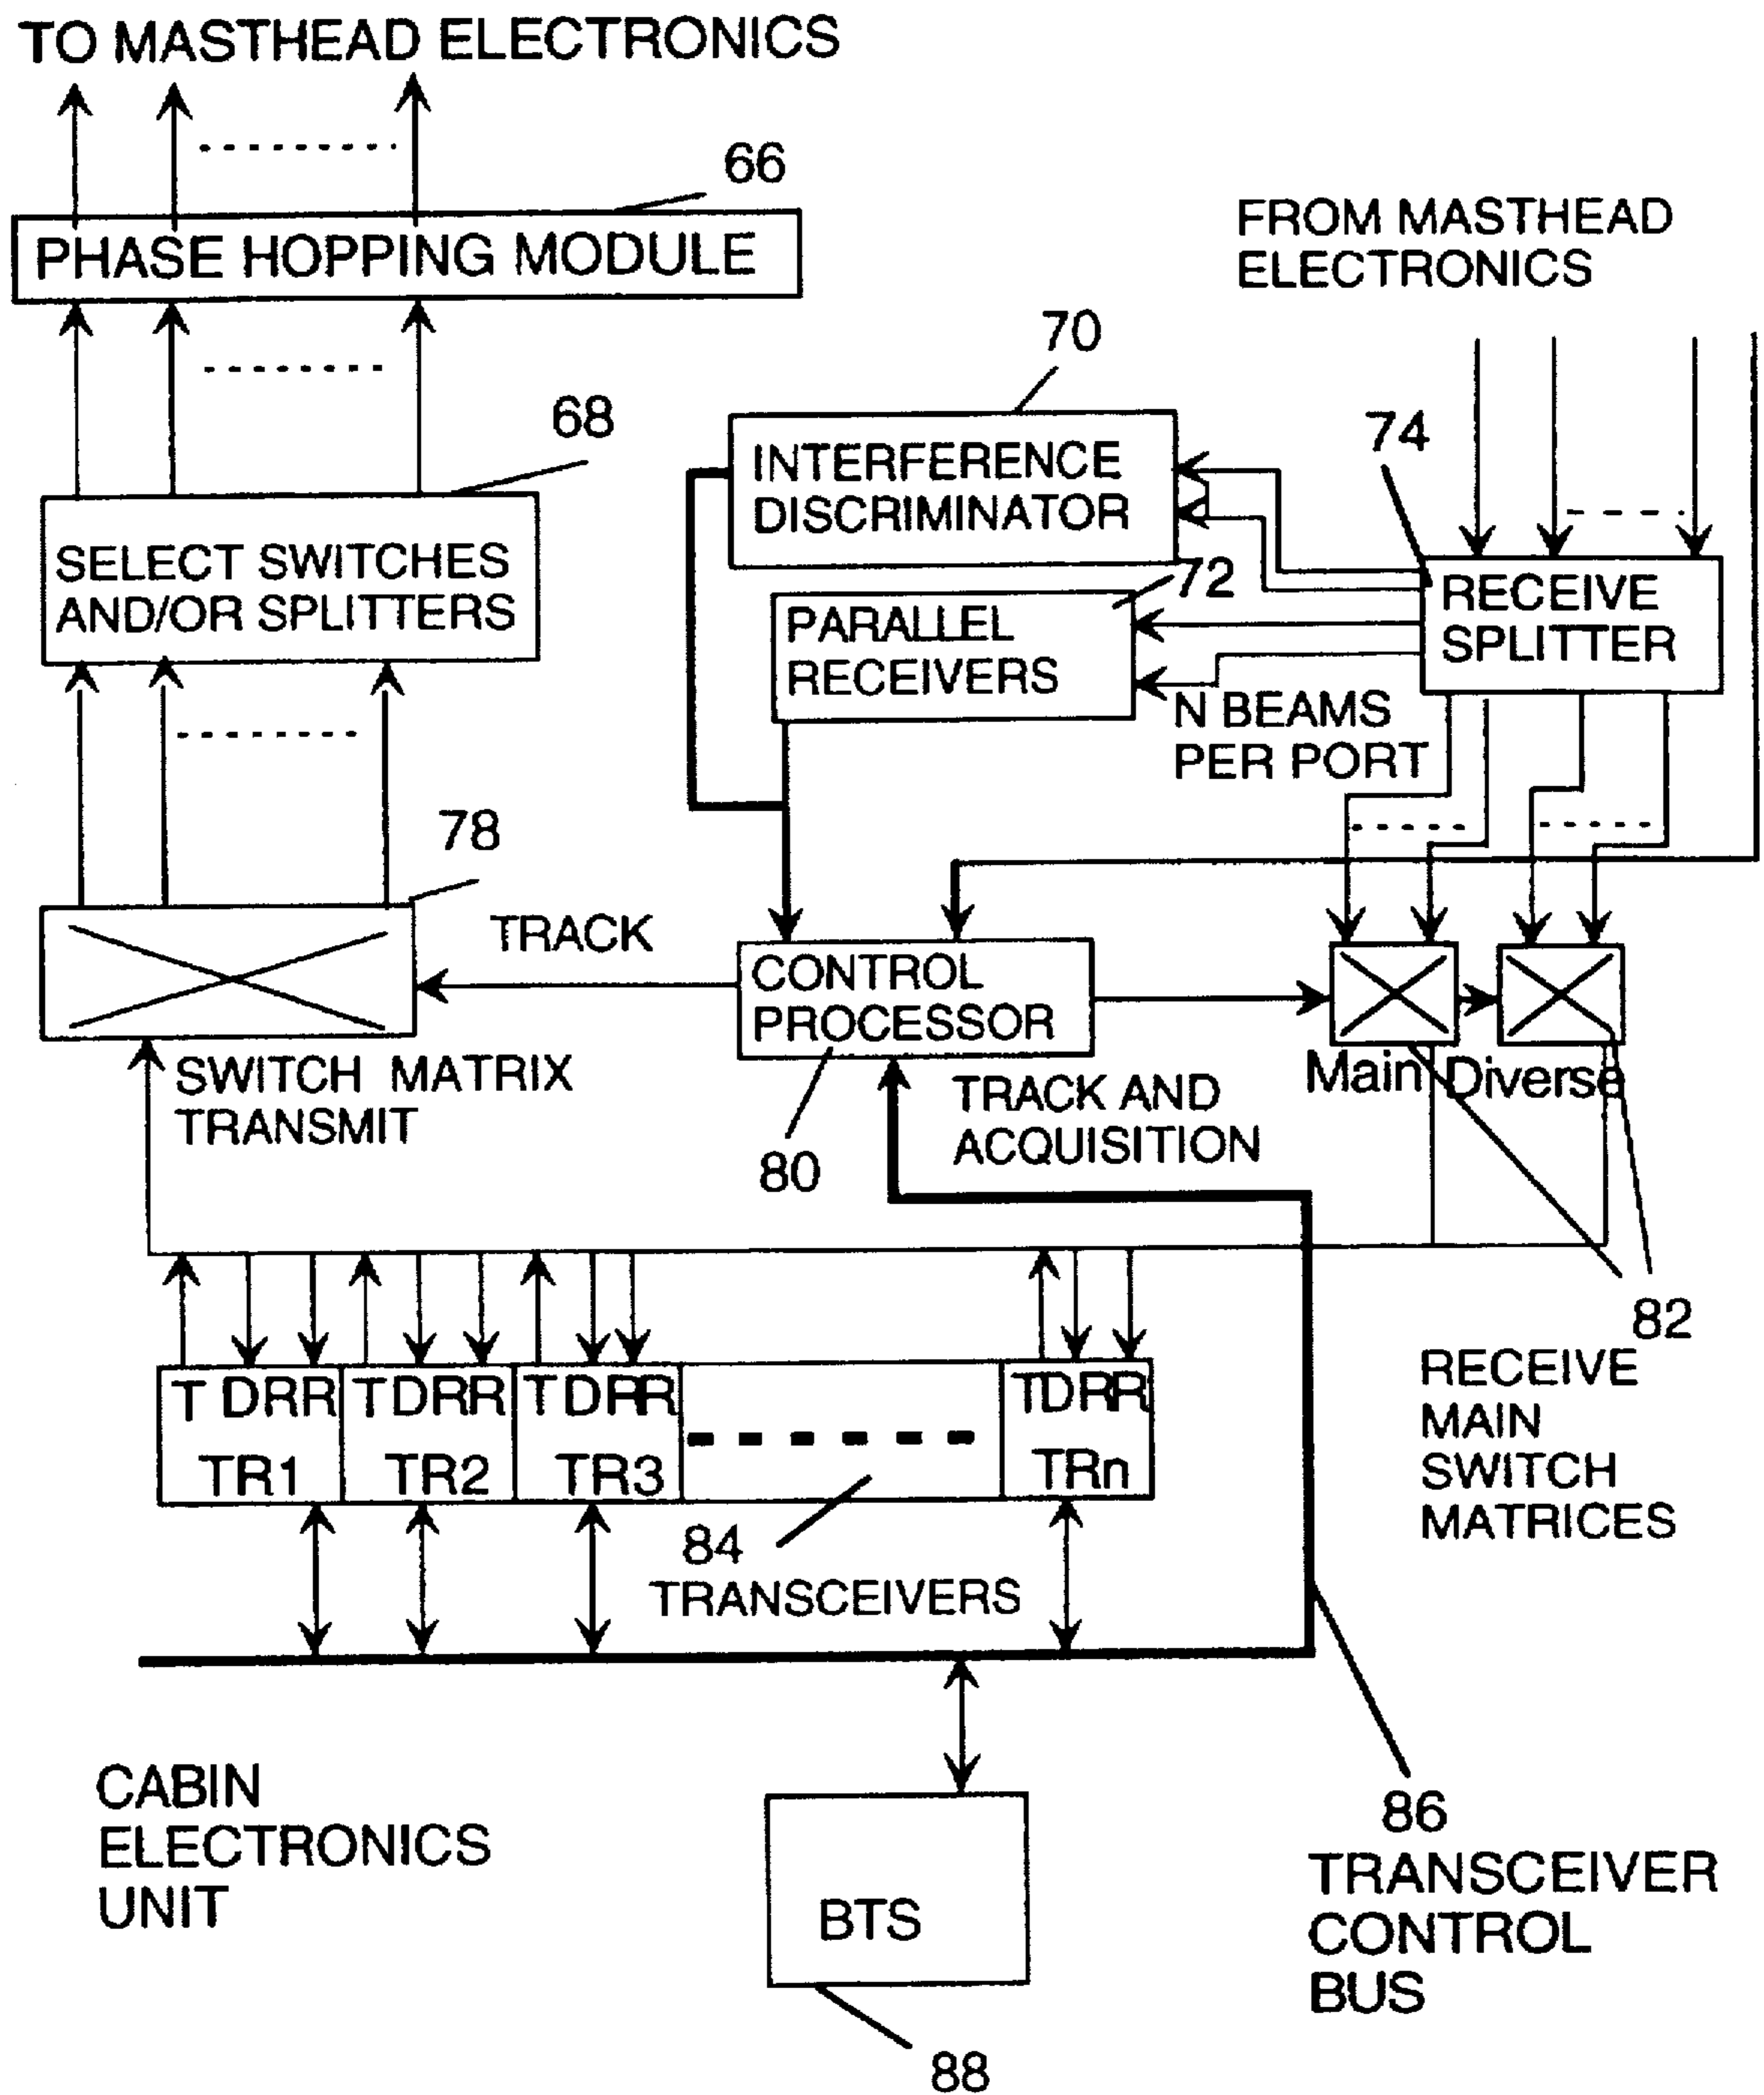 TO MASTHEAD ELECTRONICS
66
PHASE HOPPING MODULE
FROM MASTHEAD
ELECTRONICS
70
68
74
INTERFERENCE
DISCRIMINATOR
SELECT SWITCHES
AND/OR SPLITTERS
72
PARALLEL
RECEIVERS
RECEIVE
SPLITTER
N BEAMS
PER PORT
78
TRACK
CONTROL
PROCESSOR
SWITCH MATRIX
TRANSMIT
Main
Diverse
TRACK AND
ACQUISITION
80
82
RECEIVE
MAIN
SWITCH
MATRICES
T DRR
TR1
TDRR
TR2
TDRR
TR3
TDRR
TRn
84
TRANSCEIVERS
CABIN
ELECTRONICS
UNIT
BTS
86
TRANSCEIVER
CONTROL
BUS
88